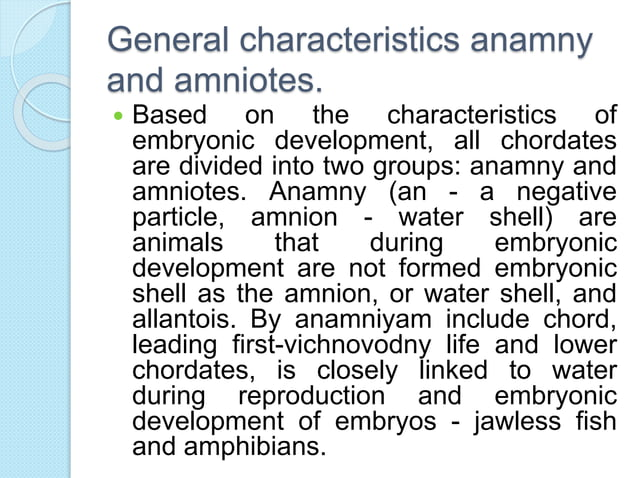 General characteristics anamny
and amniotes.
Based on the characteristics of
embryonic development, all chordates
are divided into two groups: anamny and
amniotes. Anamny (an - a negative
particle, amnion - water shell) are
animals that during embryonic
development are not formed embryonic
shell as the amnion, or water shell, and
allantois. By anamniyam include chord,
leading first-vichnovodny life and lower
chordates, is closely linked to water
during reproduction and embryonic
development of embryos - jawless fish
and amphibians.